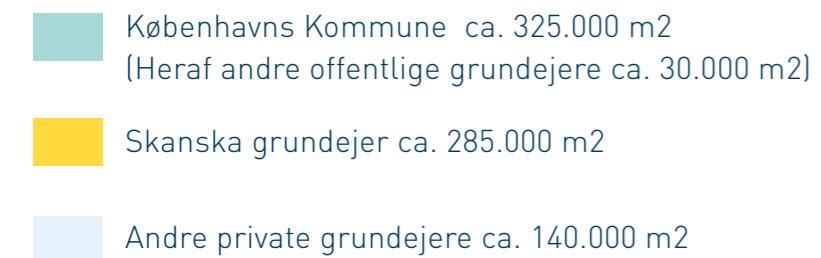 Københavns Kommune  ca. 325.000 m2
(Heraf andre offentlige grundejere ca. 30.000 m2)
Skanska grundejer ca. 285.000 m2
Andre private grundejere ca. 140.000 m2